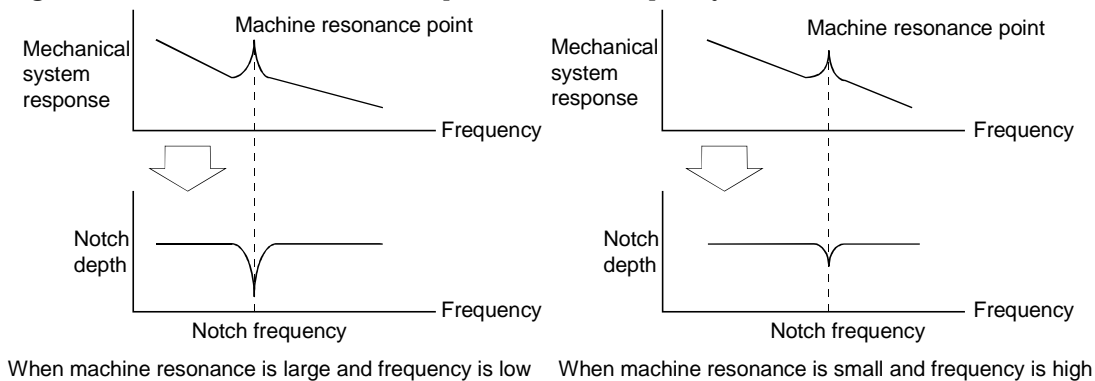 Machine resonance point
Mechanical
system
response
Frequency
Notch
depth
Frequency
Notch frequency
When machine resonance is large and frequency is low
Machine resonance point
Mechanical
system
response
Frequency
Notch
depth
Frequency
Notch frequency
When machine resonance is small and frequency is high